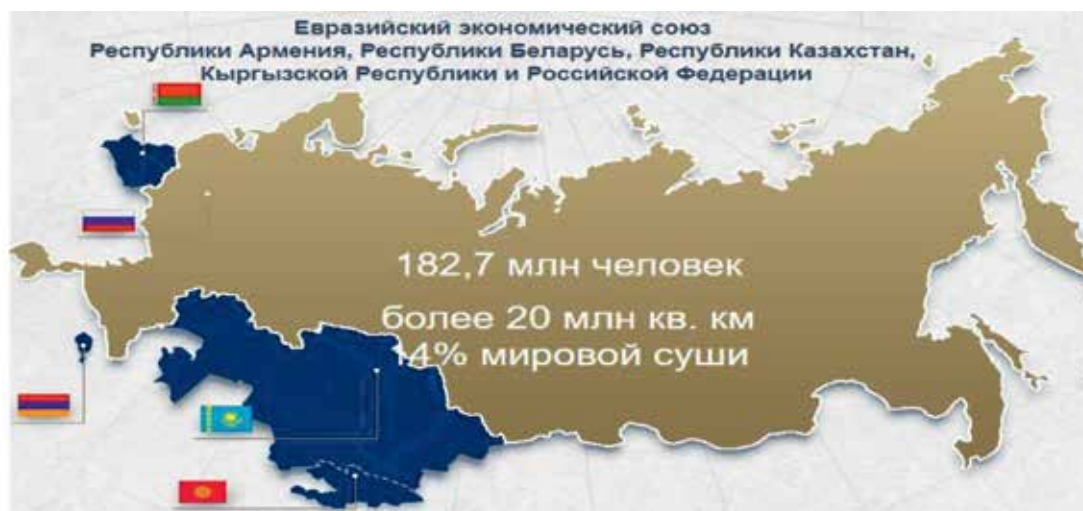 Евразийский экономический союз
Республики Армения, Республики Беларусь, Республики Казахстан,
Кыргызской Республики и Российской Федерации
182,7 млн человек
более 20 млн кв. км
14% мировой суши